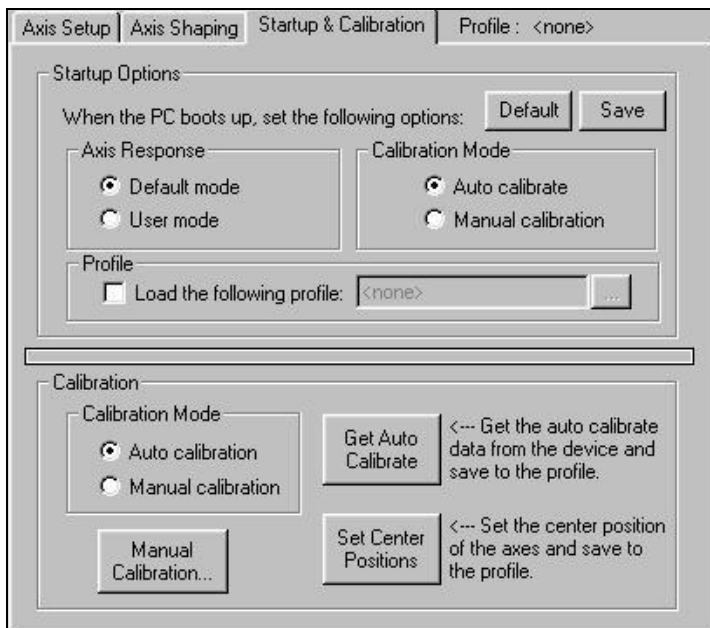 Axis Setup Axis Shaping Startup & Calibration Profile : <none>
Startup Options
When the PC boots up, set the following options: Default Save
Axis Response Calibration Mode
Default mode Auto calibrate
User mode Manual calibration
Profile
Load the following profile: <none> ...
Calibration
Calibration Mode
Auto calibration
Manual calibration
Manual
Calibration...
Get Auto
Calibrate
<--- Get the auto calibrate
data from the device and
save to the profile.
Set Center
Positions
<--- Set the center position
of the axes and save to
the profile.